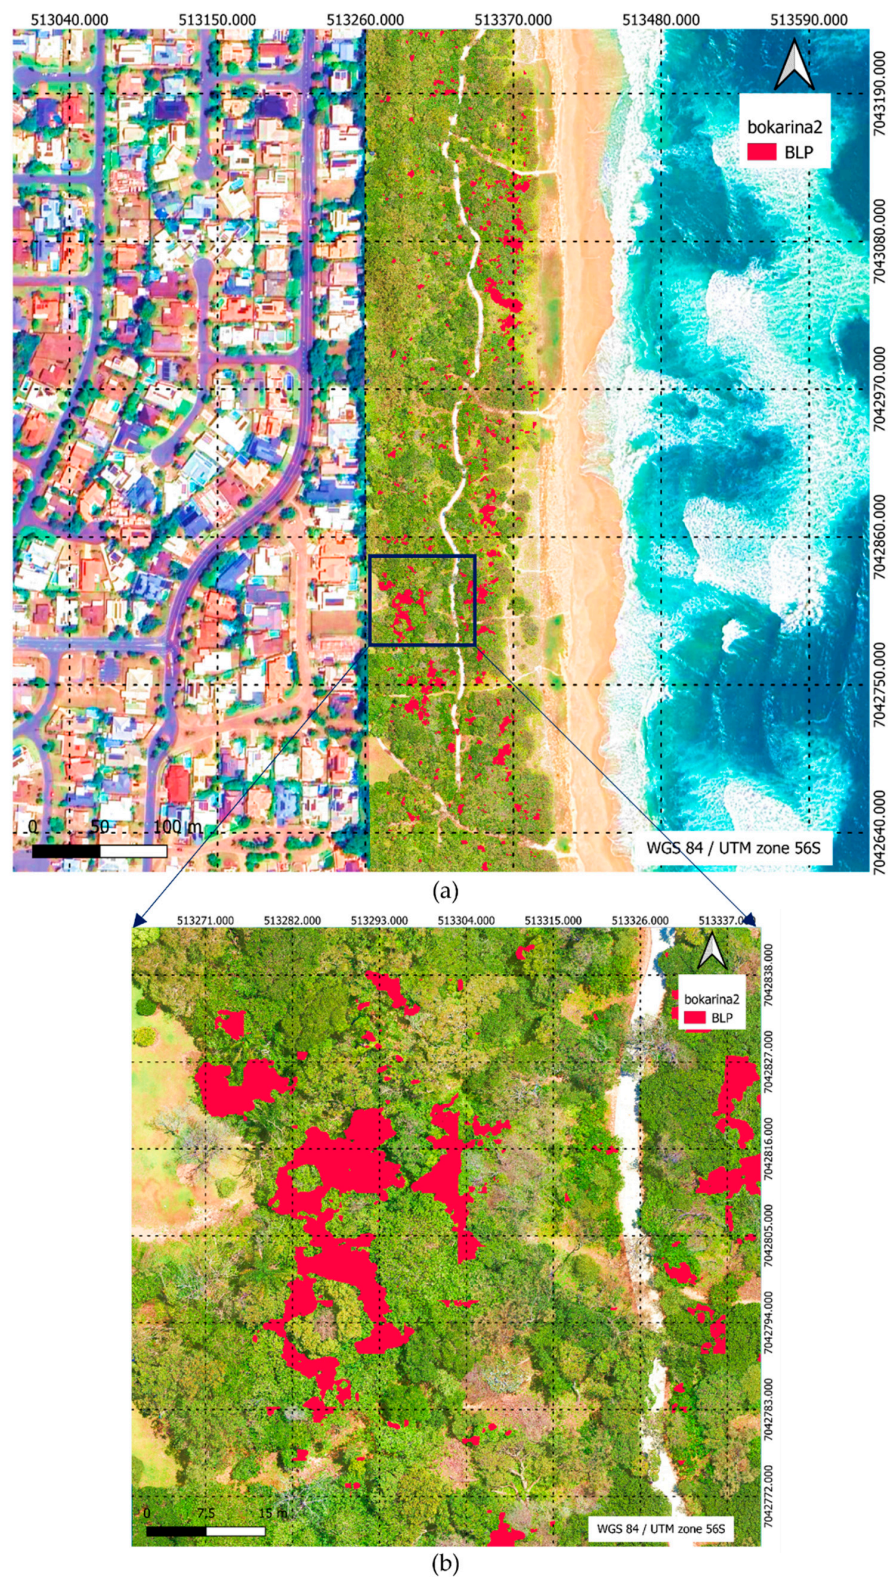 513040.000 513150.000 513260.000 513370.000 513480.000 513590.000
7043190.000
bokarina2
BLP
7043080.000
7042970.000
7042860.000
7042750.000
7042640.000
0 50 100 m
WGS 84 / UTM zone 56S
(a)
513271.000 513282.000 513293.000 513304.000 513315.000 513326.000 513337.000
7042838.000
bokarina2
BLP
7042827.000
7042816.000
7042805.000
7042794.000
7042783.000
7042772.000
0 7.5 15 m
WGS 84 / UTM zone 56S
(b)